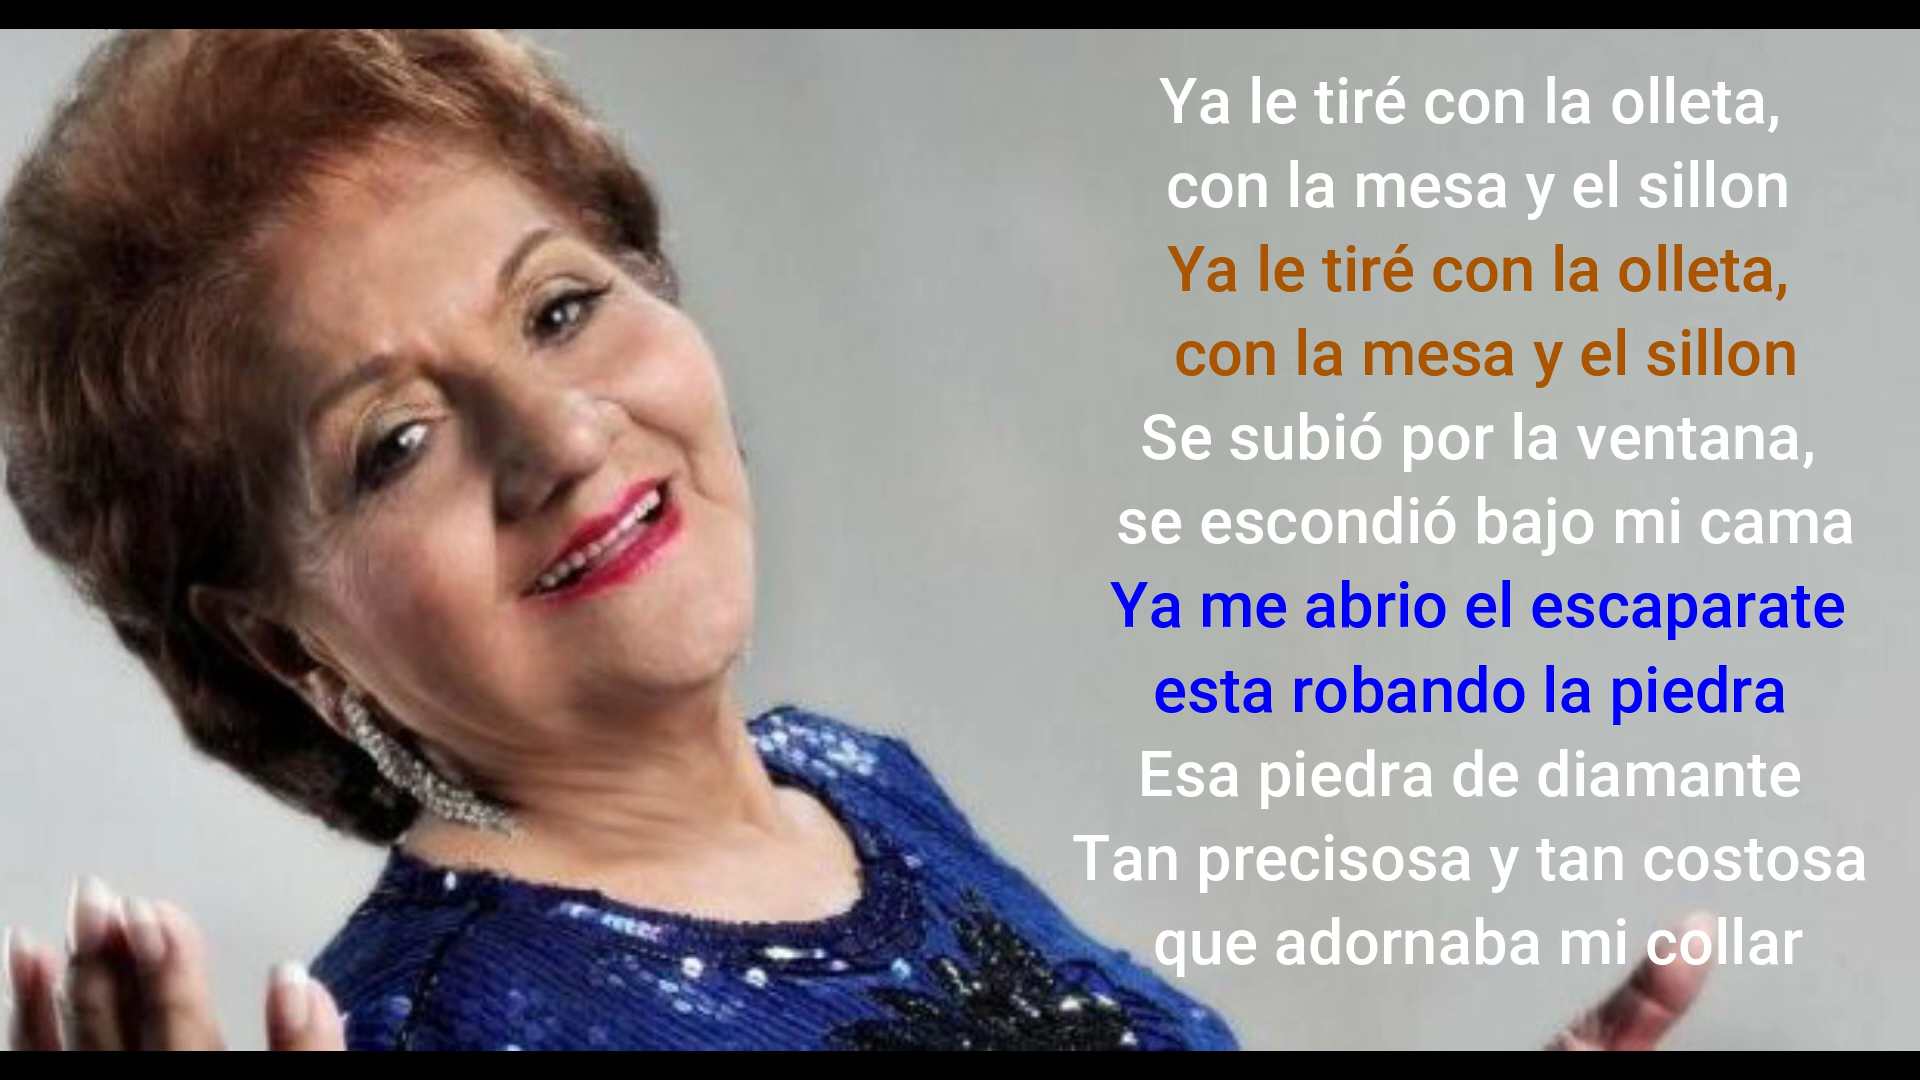 Ya le tiré con la olleta,
con la mesa y el sillon
Ya le tiré con la olleta,
con la mesa y el sillon
Se subió por la ventana,
se escondió bajo mi cama
Ya me abrio el escaparate
esta robando la piedra
Esa piedra de diamante
Tan precisosa y tan costosa
que adornaba mi collar